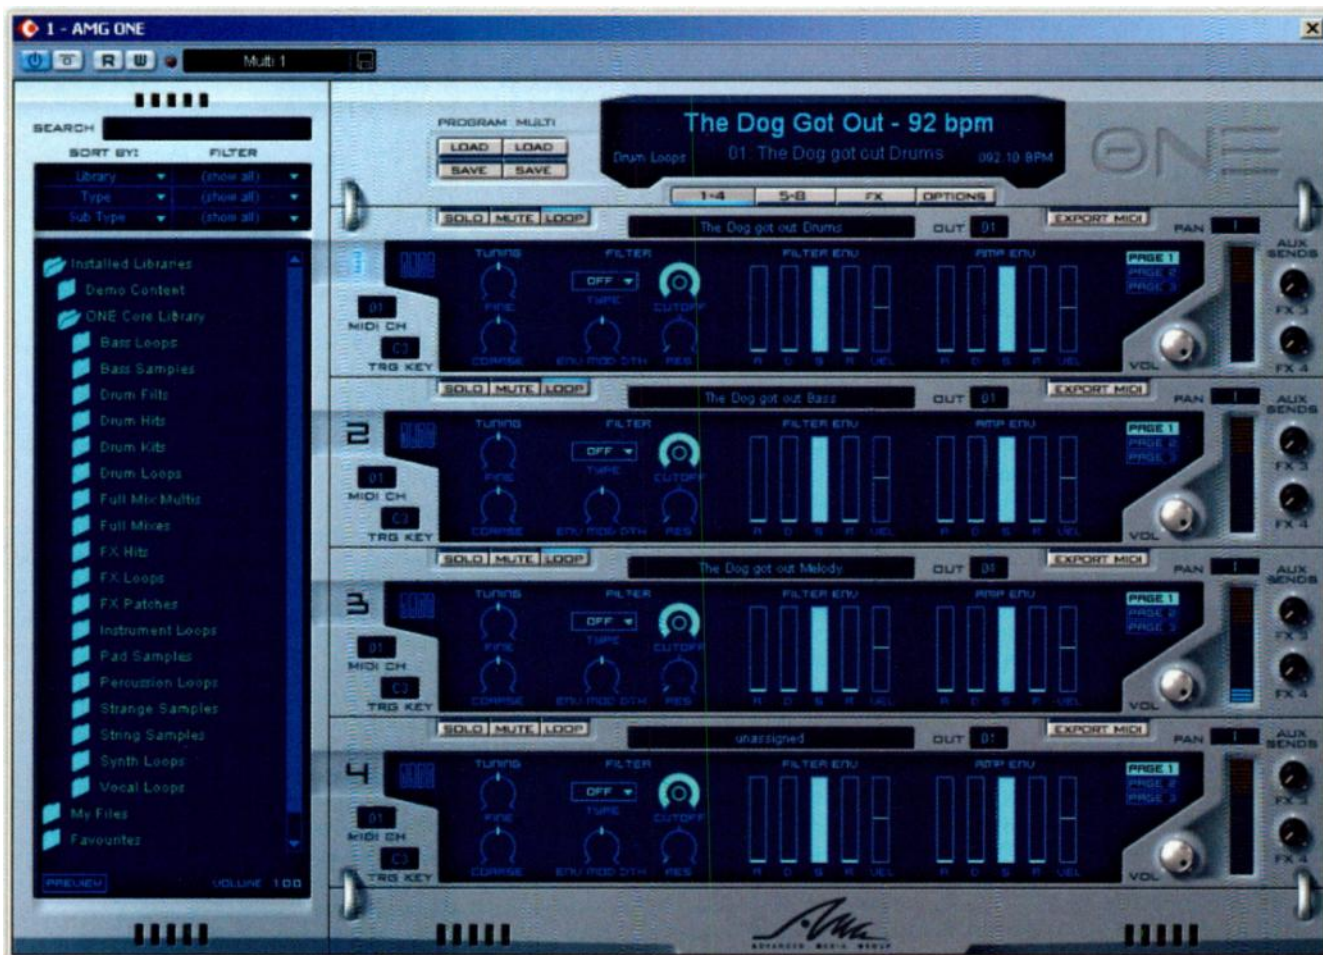 1 - AMG ONE
R W Multi 1
SEARCH
SORT BY: FILTER
Library (show all)
Type (show all)
Sub Type (show all)
Installed Libraries
Demo Content
ONE Core Library
Bass Loops
Bass Samples
Drum Fills
Drum Hits
Drum Kits
Drum Loops
Full Mix Multis
Full Mixes
FX Hits
FX Loops
FX Patches
Instrument Loops
Pad Samples
Percussion Loops
Strange Samples
String Samples
Synth Loops
Vocal Loops
My Files
Favourites
PREVIEW VOLUME 100
PROGRAM MULTI
LOAD LOAD
SAVE SAVE
The Dog Got Out - 92 bpm
Drum Loops 01. The Dog got out Drums 092.10 BPM
ONE
1-4 5-8 FX OPTIONS
SOLO MUTE LOOP The Dog got out Drums OUT 01 EXPORT MIDI PAN AUX SENDS
TUNING FILTER FILTER ENV AMP ENV PAGE 1
PAGE 2
PAGE 3
OFF
FINE TYPE CUTOFF
01
MIDI CH
C3
TRG KEY
COARSE ENV MOD DTH RES A D S R VEL A D S R VEL
VOL FX 3
FX 4
SOLO MUTE LOOP The Dog got out Bass OUT 01 EXPORT MIDI PAN AUX SENDS
2 TUNING FILTER FILTER ENV AMP ENV PAGE 1
PAGE 2
PAGE 3
OFF
FINE TYPE CUTOFF
01
MIDI CH
C3
TRG KEY
COARSE ENV MOD DTH RES A D S R VEL A D S R VEL
VOL FX 3
FX 4
SOLO MUTE LOOP The Dog got out Melody OUT 01 EXPORT MIDI PAN AUX SENDS
3 TUNING FILTER FILTER ENV AMP ENV PAGE 1
PAGE 2
PAGE 3
OFF
FINE TYPE CUTOFF
01
MIDI CH
C3
TRG KEY
COARSE ENV MOD DTH RES A D S R VEL A D S R VEL
VOL FX 3
FX 4
SOLO MUTE LOOP unassigned OUT 01 EXPORT MIDI PAN AUX SENDS
4 TUNING FILTER FILTER ENV AMP ENV PAGE 1
PAGE 2
PAGE 3
OFF
FINE TYPE CUTOFF
01
MIDI CH
C3
TRG KEY
COARSE ENV MOD DTH RES A D S R VEL A D S R VEL
VOL FX 3
FX 4
ADVANCED MEDIA GROUP